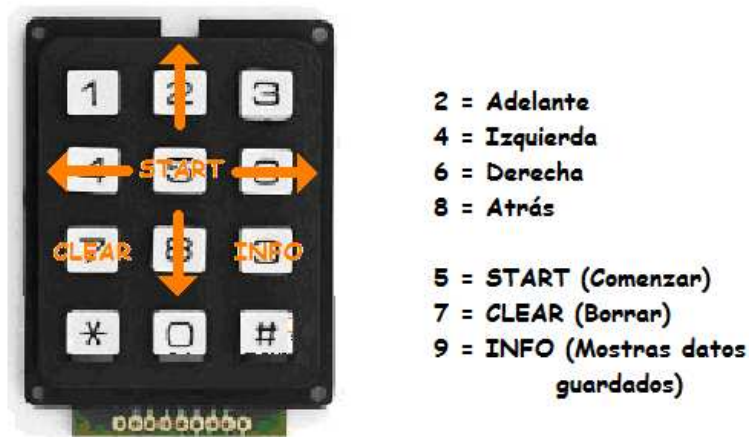 1 2 3
4 START 6
CLEAR 8 INFO
* 0 #
2 = Adelante
4 = Izquierda
6 = Derecha
8 = Atrás
5 = START (Comenzar)
7 = CLEAR (Borrar)
9 = INFO (Mostras datos
guardados)